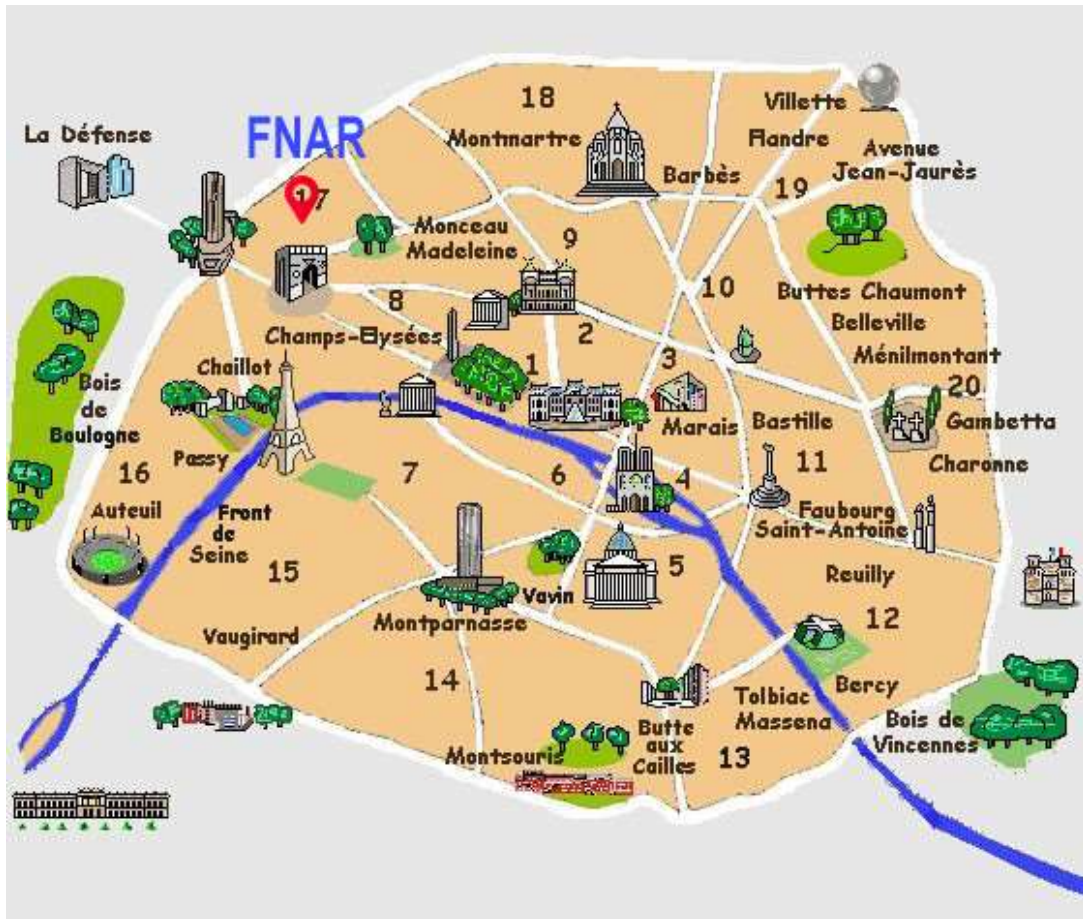 18
Montmartre
Villette
Flandre
Avenue
Jean-Jaurès
La Défense
FNAR
17
Barbès
19
Monceau
Madeleine
9
10
Buttes Chaumont
Belleville
Ménilmontant
8
Champs-Elysées
2
1
3
20
Gambetta
Charonne
Chaillot
Bois
de
Boulogne
Marais
Bastille
11
Passy
16
7
6
4
Auteuil
Front
de
Seine
Faubourg
Saint-Antoine
15
5
Reuilly
Vavin
12
Montparnasse
Vaugirard
14
Tolbiac
Massena
Bercy
Bois de
Vincennes
Montsouris
Butte
aux
Cailles
13